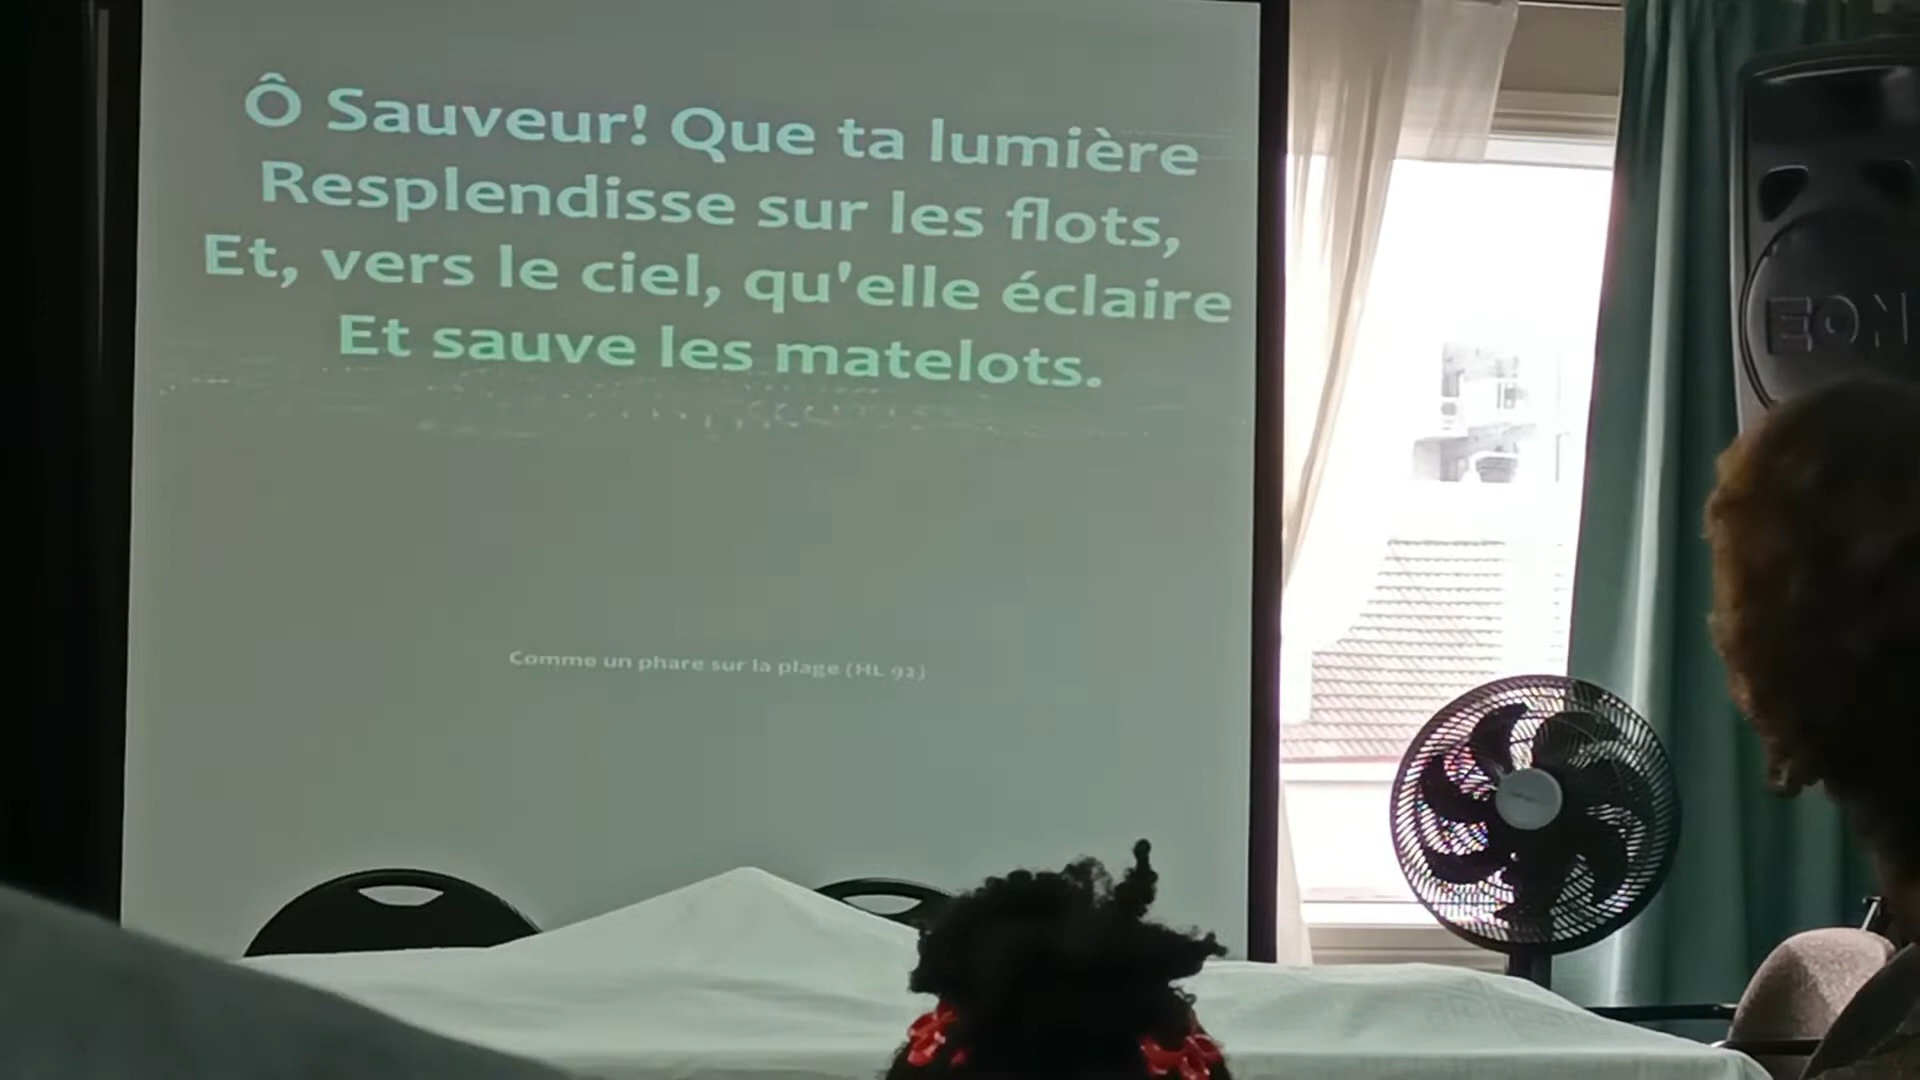 Ô Sauveur! Que ta lumière
Resplendisse sur les flots,
Et, vers le ciel, qu'elle éclaire
Et sauve les matelots.
Comme un phare sur la plage (HL 92)
EON